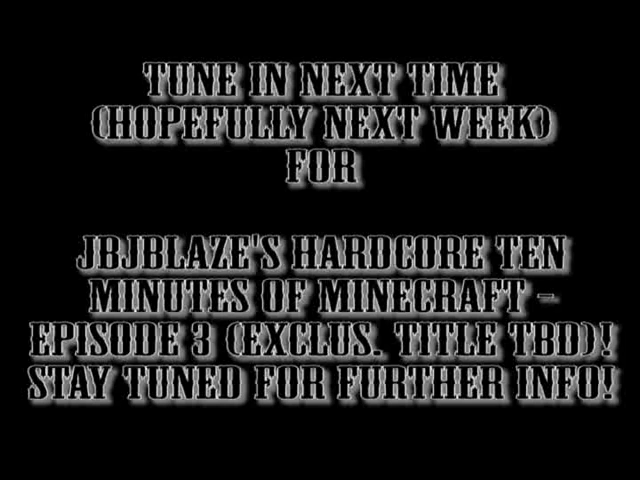 TUNE IN NEXT TIME
(HOPEFULLY NEXT WEEK)
FOR
JBJBLAZE'S HARDCORE TEN
MINUTES OF MINECRAFT -
EPISODE 3 (EXCLUS. TITLE TBD)!
STAY TUNED FOR FURTHER INFO!